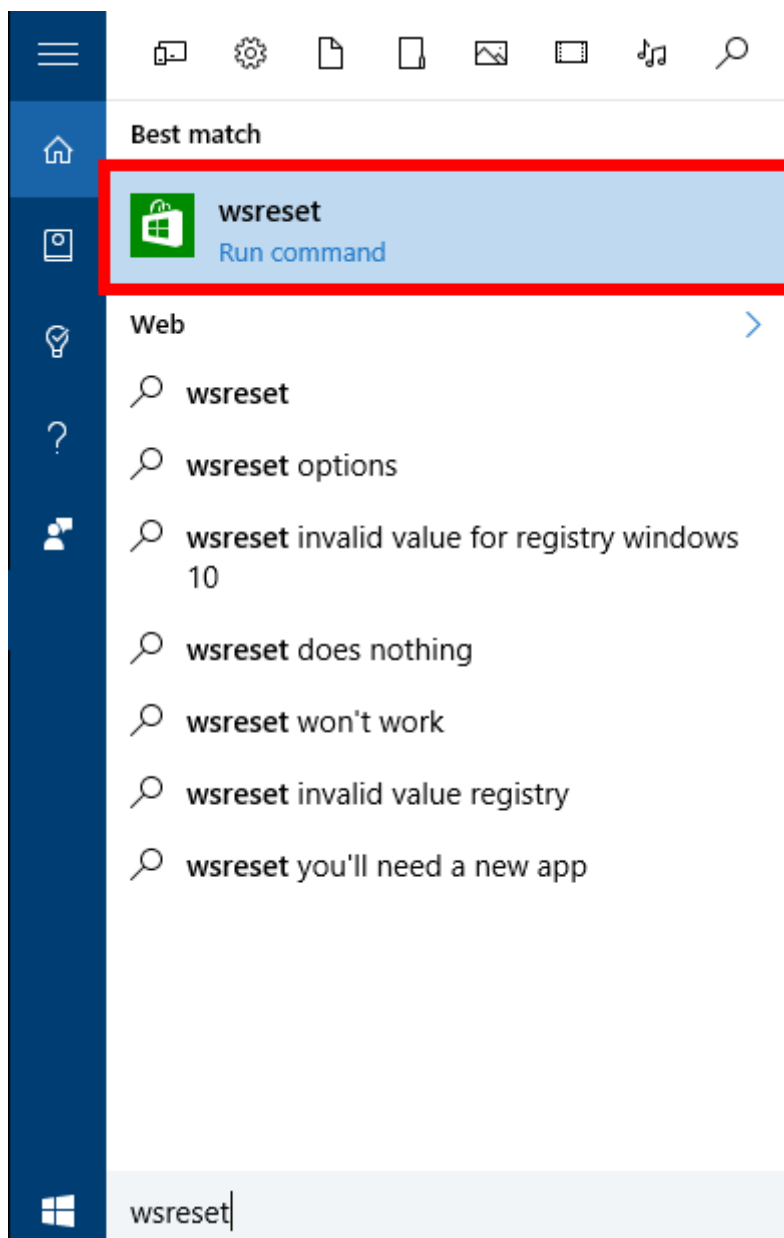 Best match
wsreset
Run command
Web
wsreset
wsreset options
wsreset invalid value for registry windows
10
wsreset does nothing
wsreset won't work
wsreset invalid value registry
wsreset you'll need a new app
wsreset